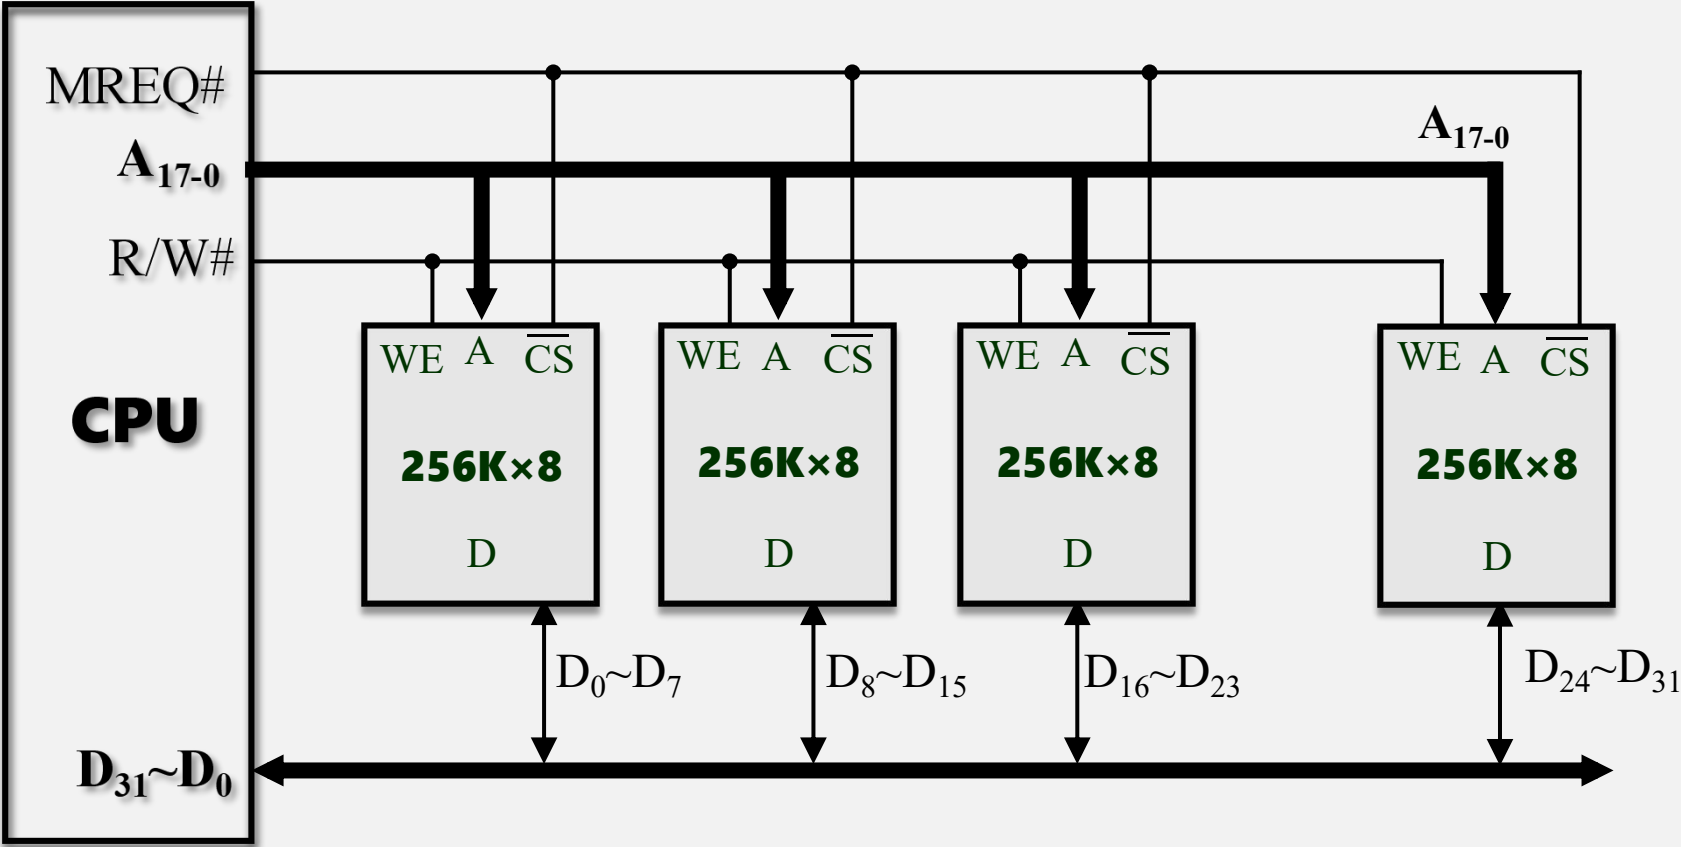 MREQ#
A17-0
A17-0
R/W#
WE A CS
WE A CS
WE A CS
WE A CS
CPU
256K×8
256K×8
256K×8
256K×8
D
D
D
D
D0~D7
D8~D15
D16~D23
D24~D31
D31~D0